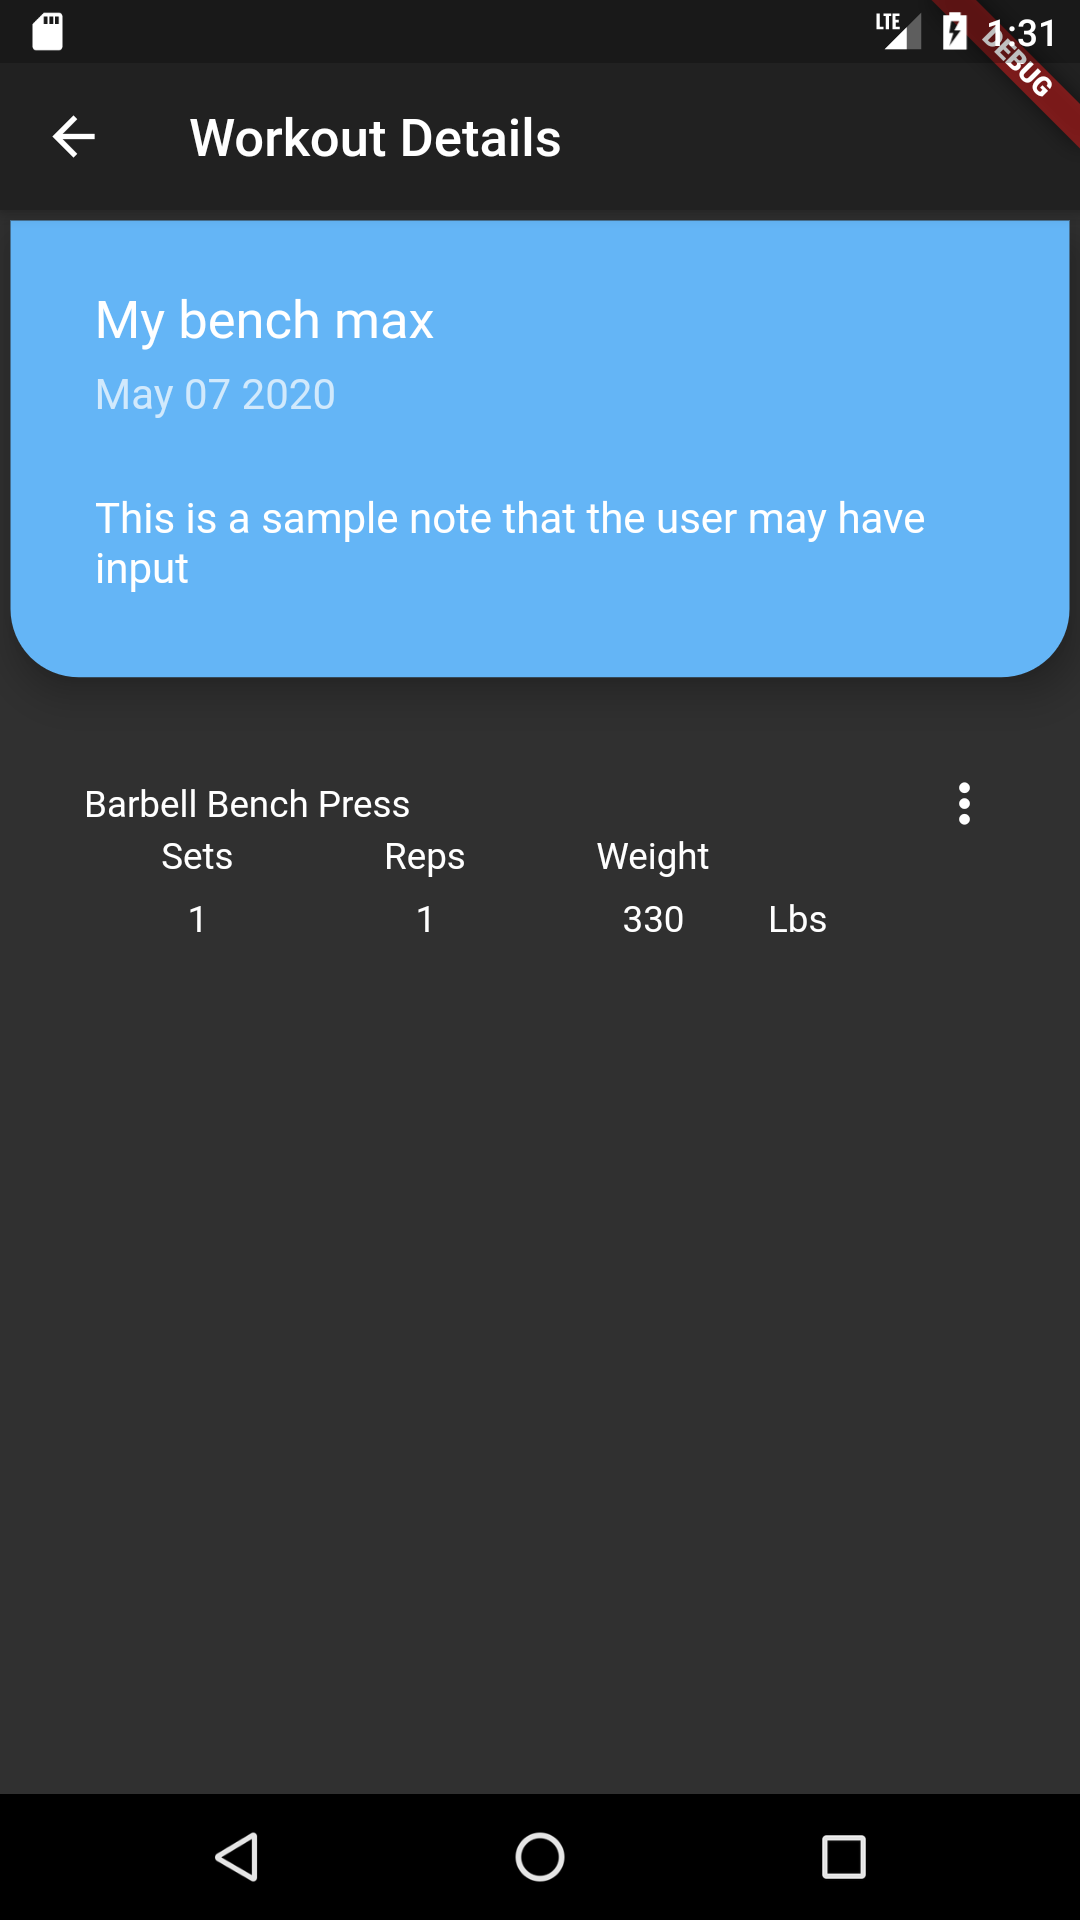 LTE 1:31
DEBUG
Workout Details
My bench max
May 07 2020
This is a sample note that the user may have
input
Barbell Bench Press
Sets Reps Weight
1 1 330 Lbs